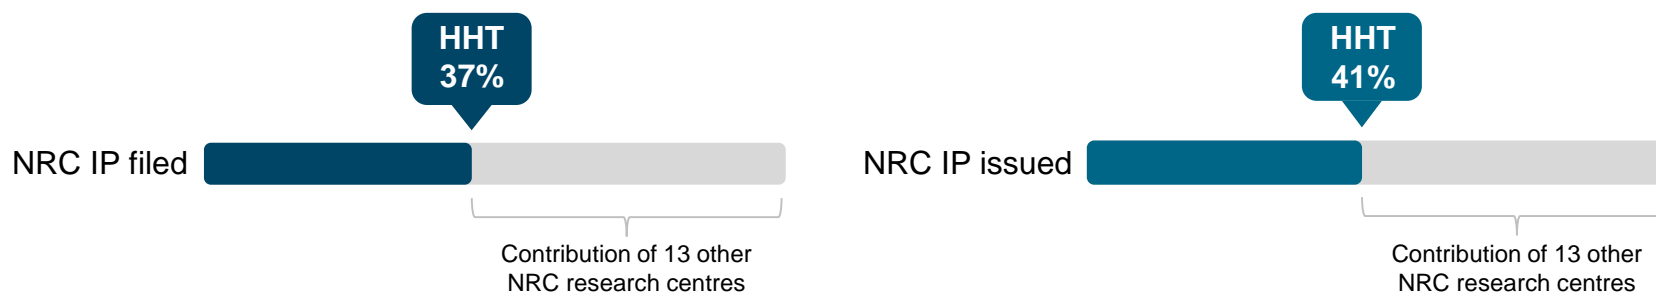 HHT
37%
NRC IP filed
Contribution of 13 other
NRC research centres
HHT
41%
NRC IP issued
Contribution of 13 other
NRC research centres